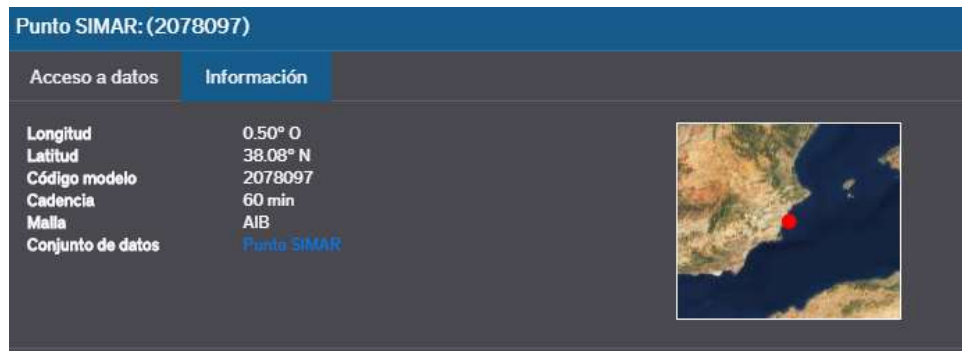 Punto SIMAR: (2078097)
Acceso a datos Información
Longitud 0.50° O
Latitud 38.08° N
Código modelo 2078097
Cadencia 60 min
Malla AIB
Conjunto de datos Punto SIMAR